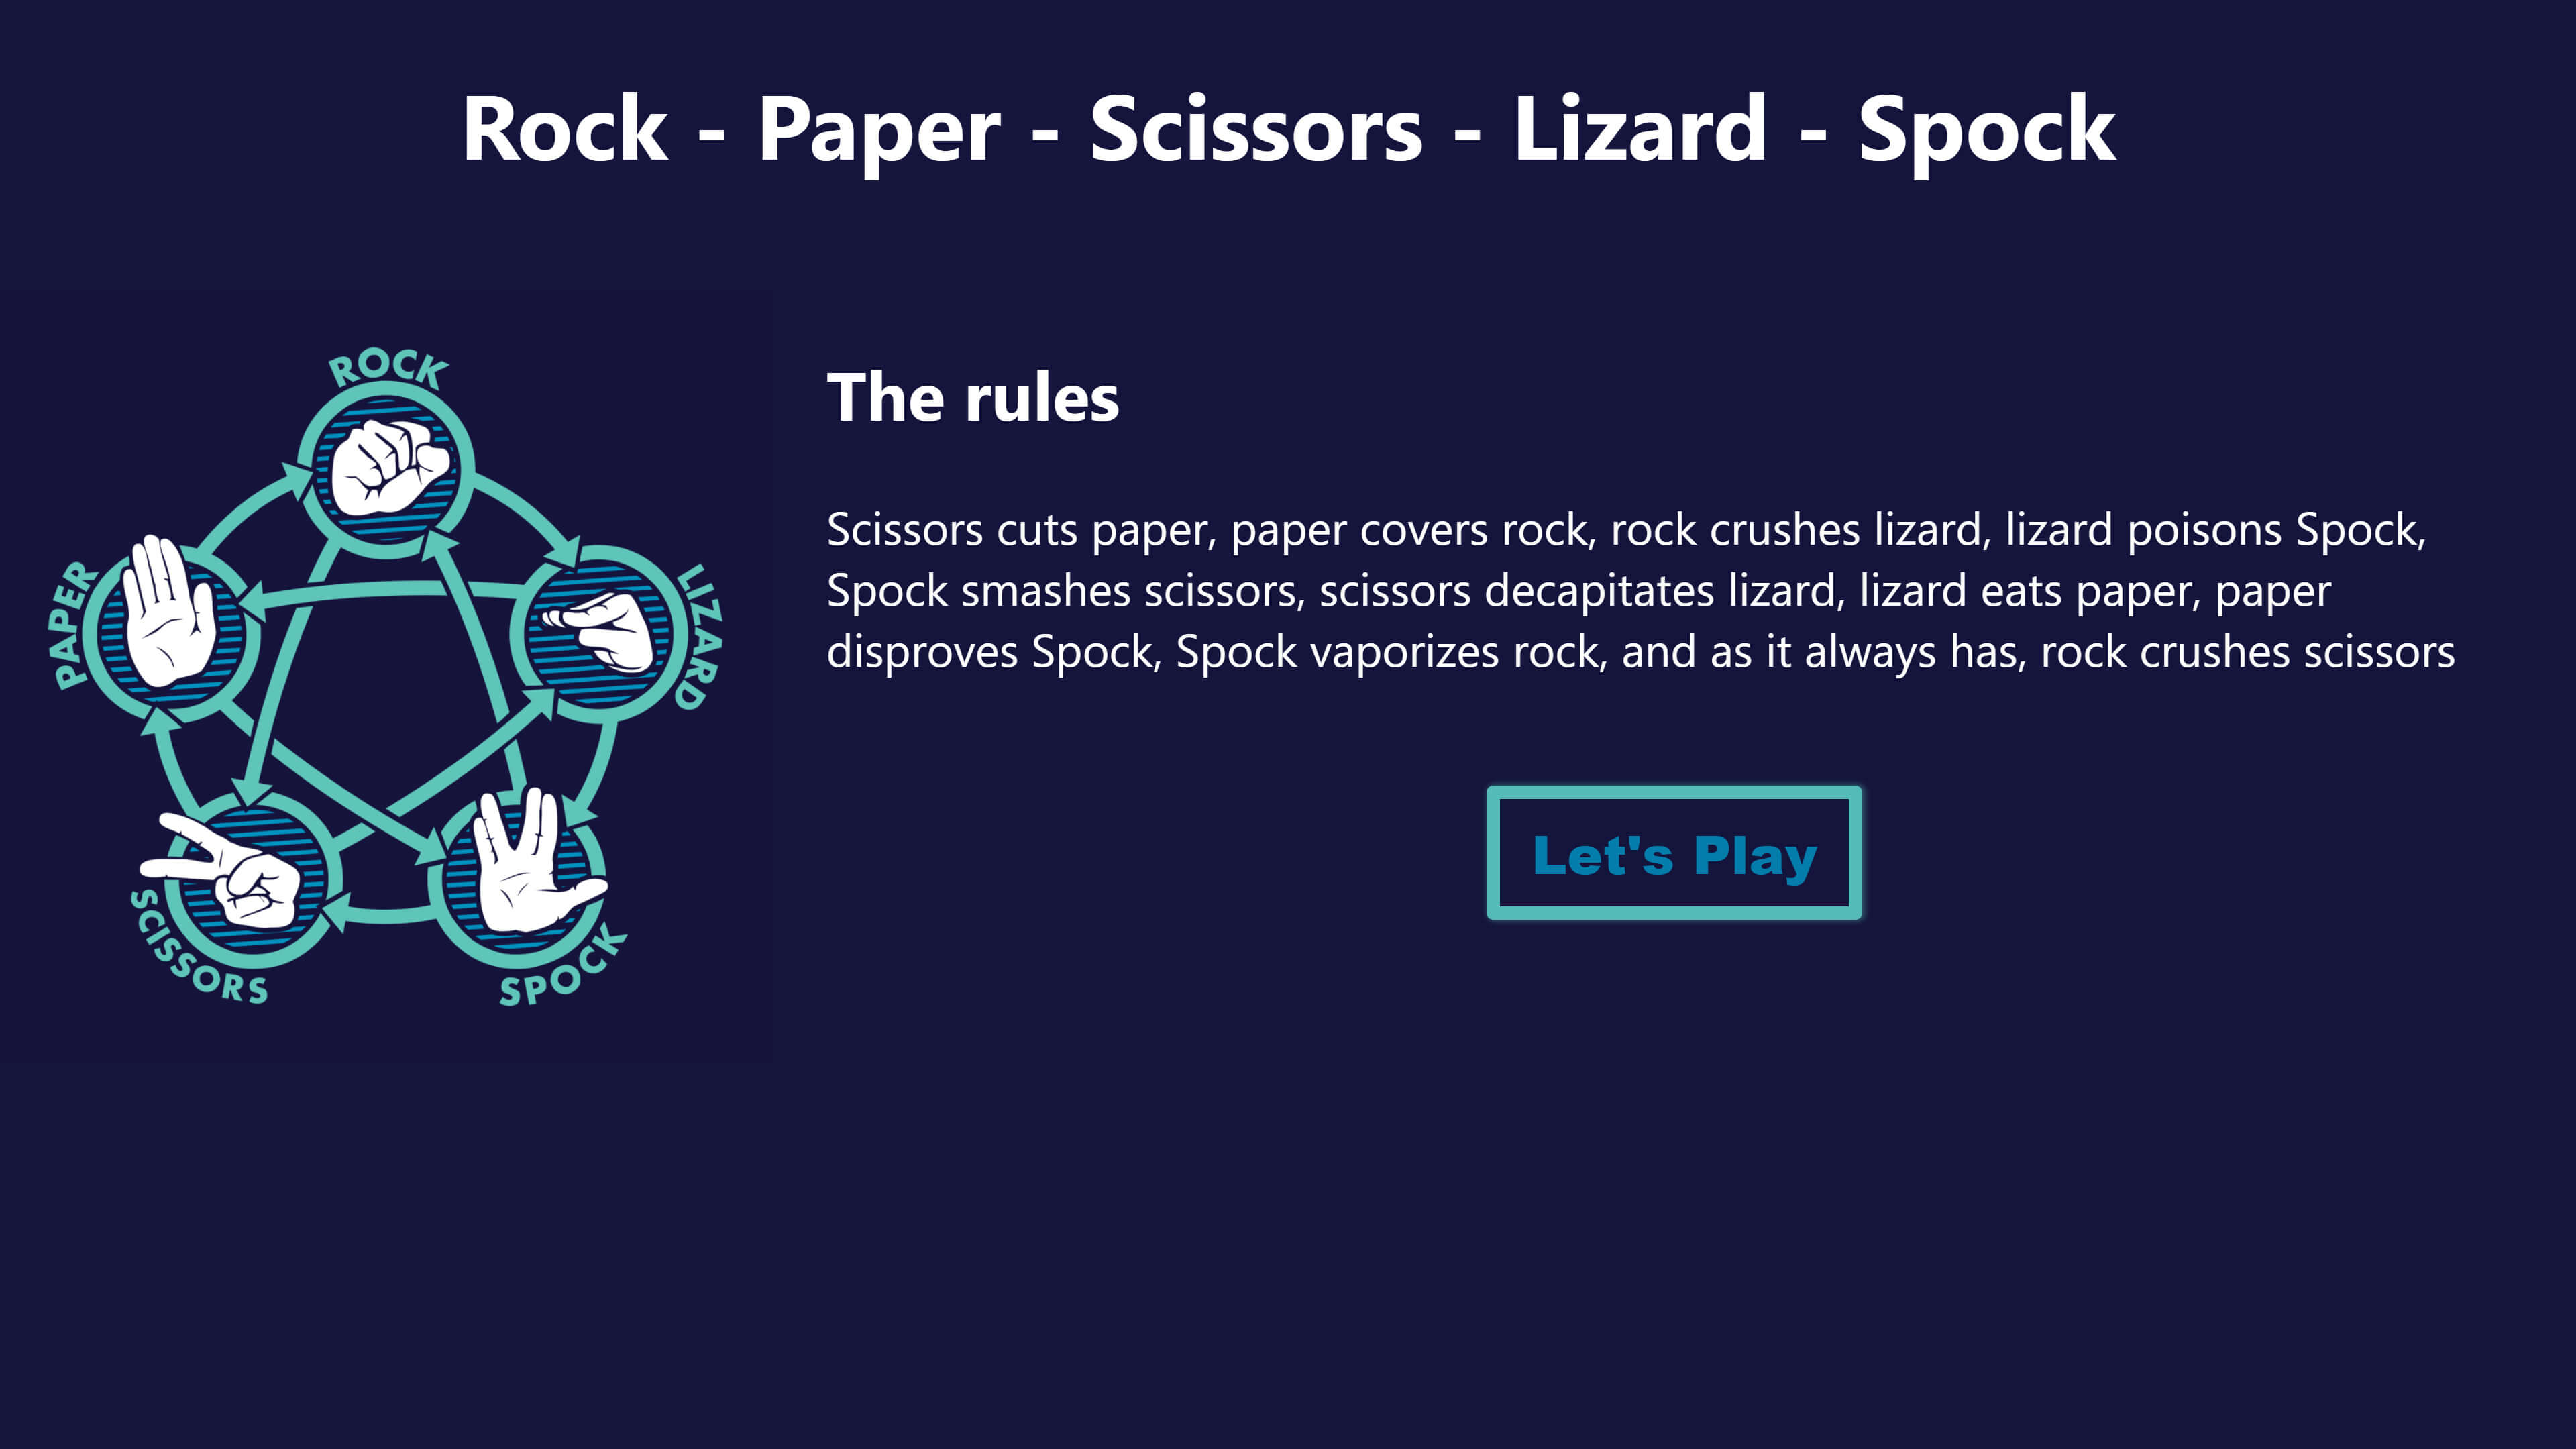 Rock - Paper - Scissors - Lizard - Spock
ROCK
PAPER
LIZARD
SCISSORS
SPOCK
The rules
Scissors cuts paper, paper covers rock, rock crushes lizard, lizard poisons Spock,
Spock smashes scissors, scissors decapitates lizard, lizard eats paper, paper
disproves Spock, Spock vaporizes rock, and as it always has, rock crushes scissors
Let's Play